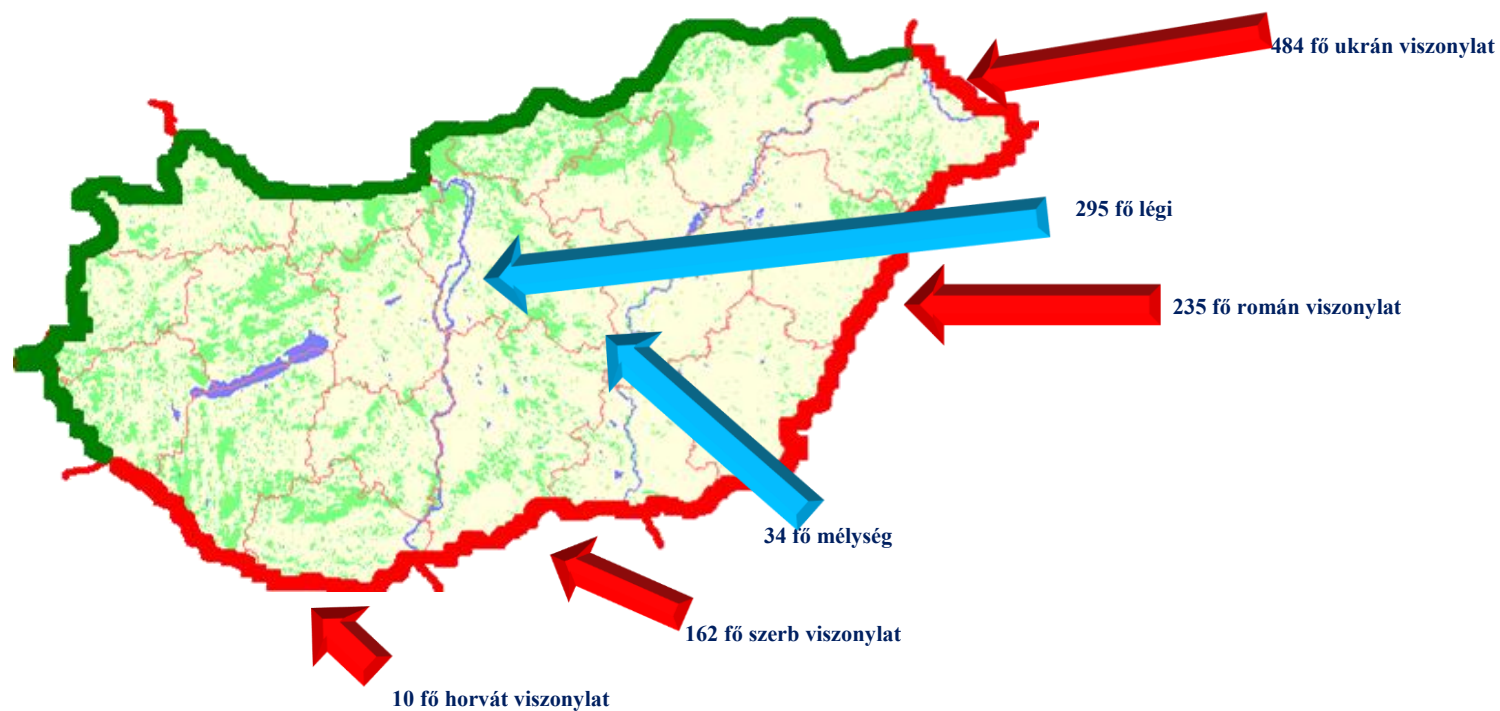 484 fő ukrán viszonylat
295 fő légi
235 fő román viszonylat
34 fő mélység
162 fő szerb viszonylat
10 fő horvát viszonylat